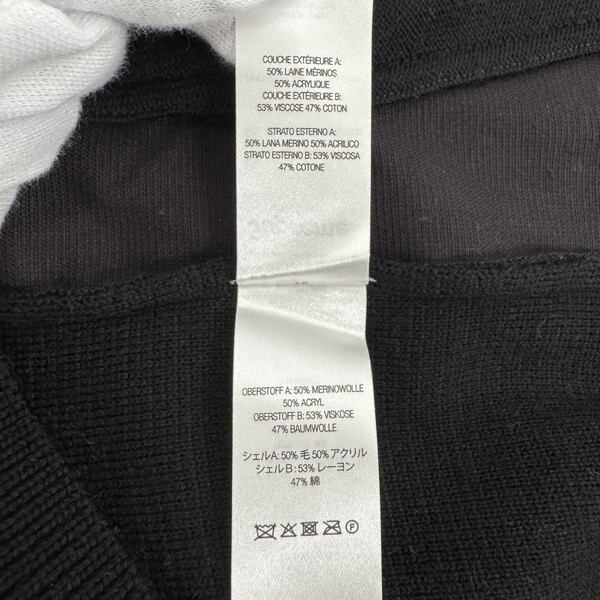 COUCHE EXTÉRIEURE A:
50% LAINE MÉRINOS
50% ACRYLIQUE
COUCHE EXTÉRIEURE B:
53% VISCOSE 47% COTON
STRATO ESTERNO A:
50% LANA MERINO 50% ACRILICO
STRATO ESTERNO B: 53% VISCOSA
47% COTONE
OBERSTOFF A: 50% MERINOWOLLE
50% ACRYL
OBERSTOFF B: 53% VISKOSE
47% BAUMWOLLE
シェルA: 50% 毛 50% アクリル
シェル B: 53% レーヨン
47% 綿
F